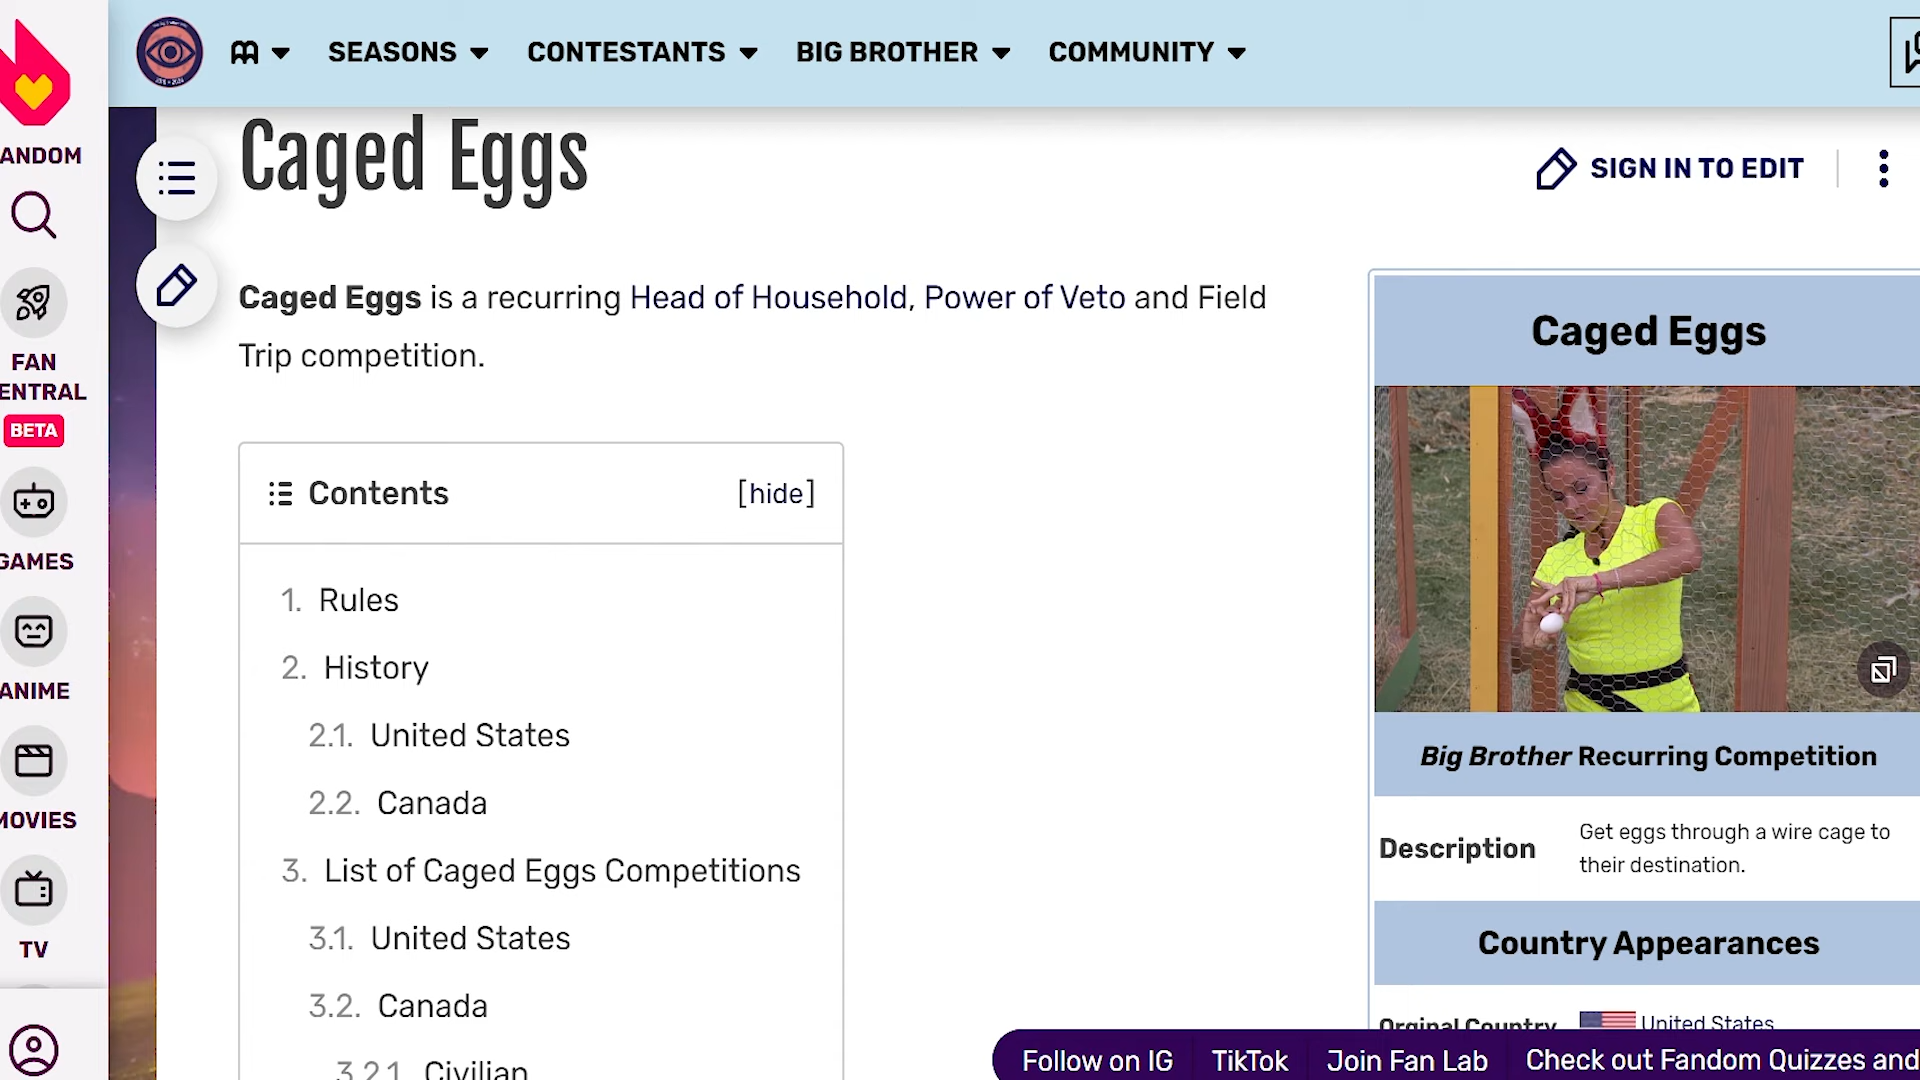 SEASONS
CONTESTANTS
BIG BROTHER
COMMUNITY
ANDOM
FAN
ENTRAL
BETA
GAMES
ANIME
MOVIES
TV
Caged Eggs
SIGN IN TO EDIT
Caged Eggs is a recurring Head of Household, Power of Veto and Field
Trip competition.
Contents
[hide]
1. Rules
2. History
2.1. United States
2.2. Canada
3. List of Caged Eggs Competitions
3.1. United States
3.2. Canada
3.2.1. Civilian
Caged Eggs
Big Brother Recurring Competition
Description
Get eggs through a wire cage to
their destination.
Country Appearances
Orginal Country
United States
Follow on IG
TikTok
Join Fan Lab
Check out Fandom Quizzes and